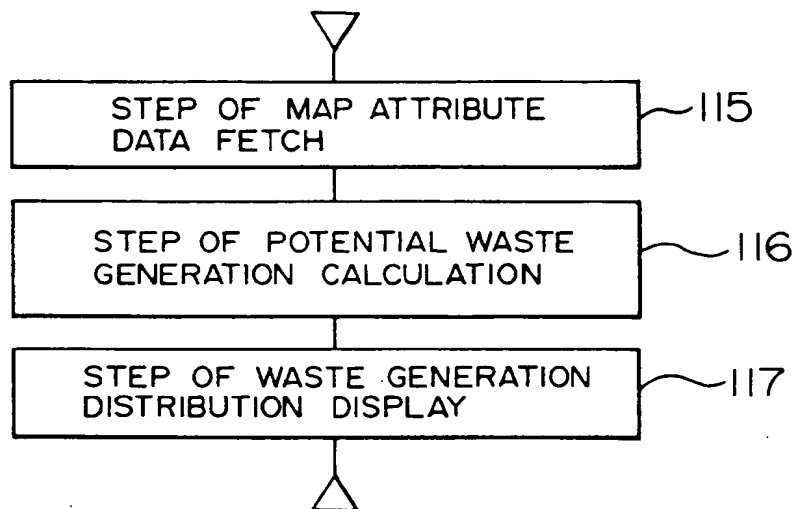 STEP OF MAP ATTRIBUTE
DATA FETCH
115
STEP OF POTENTIAL WASTE
GENERATION CALCULATION
116
STEP OF WASTE GENERATION
DISTRIBUTION DISPLAY
117